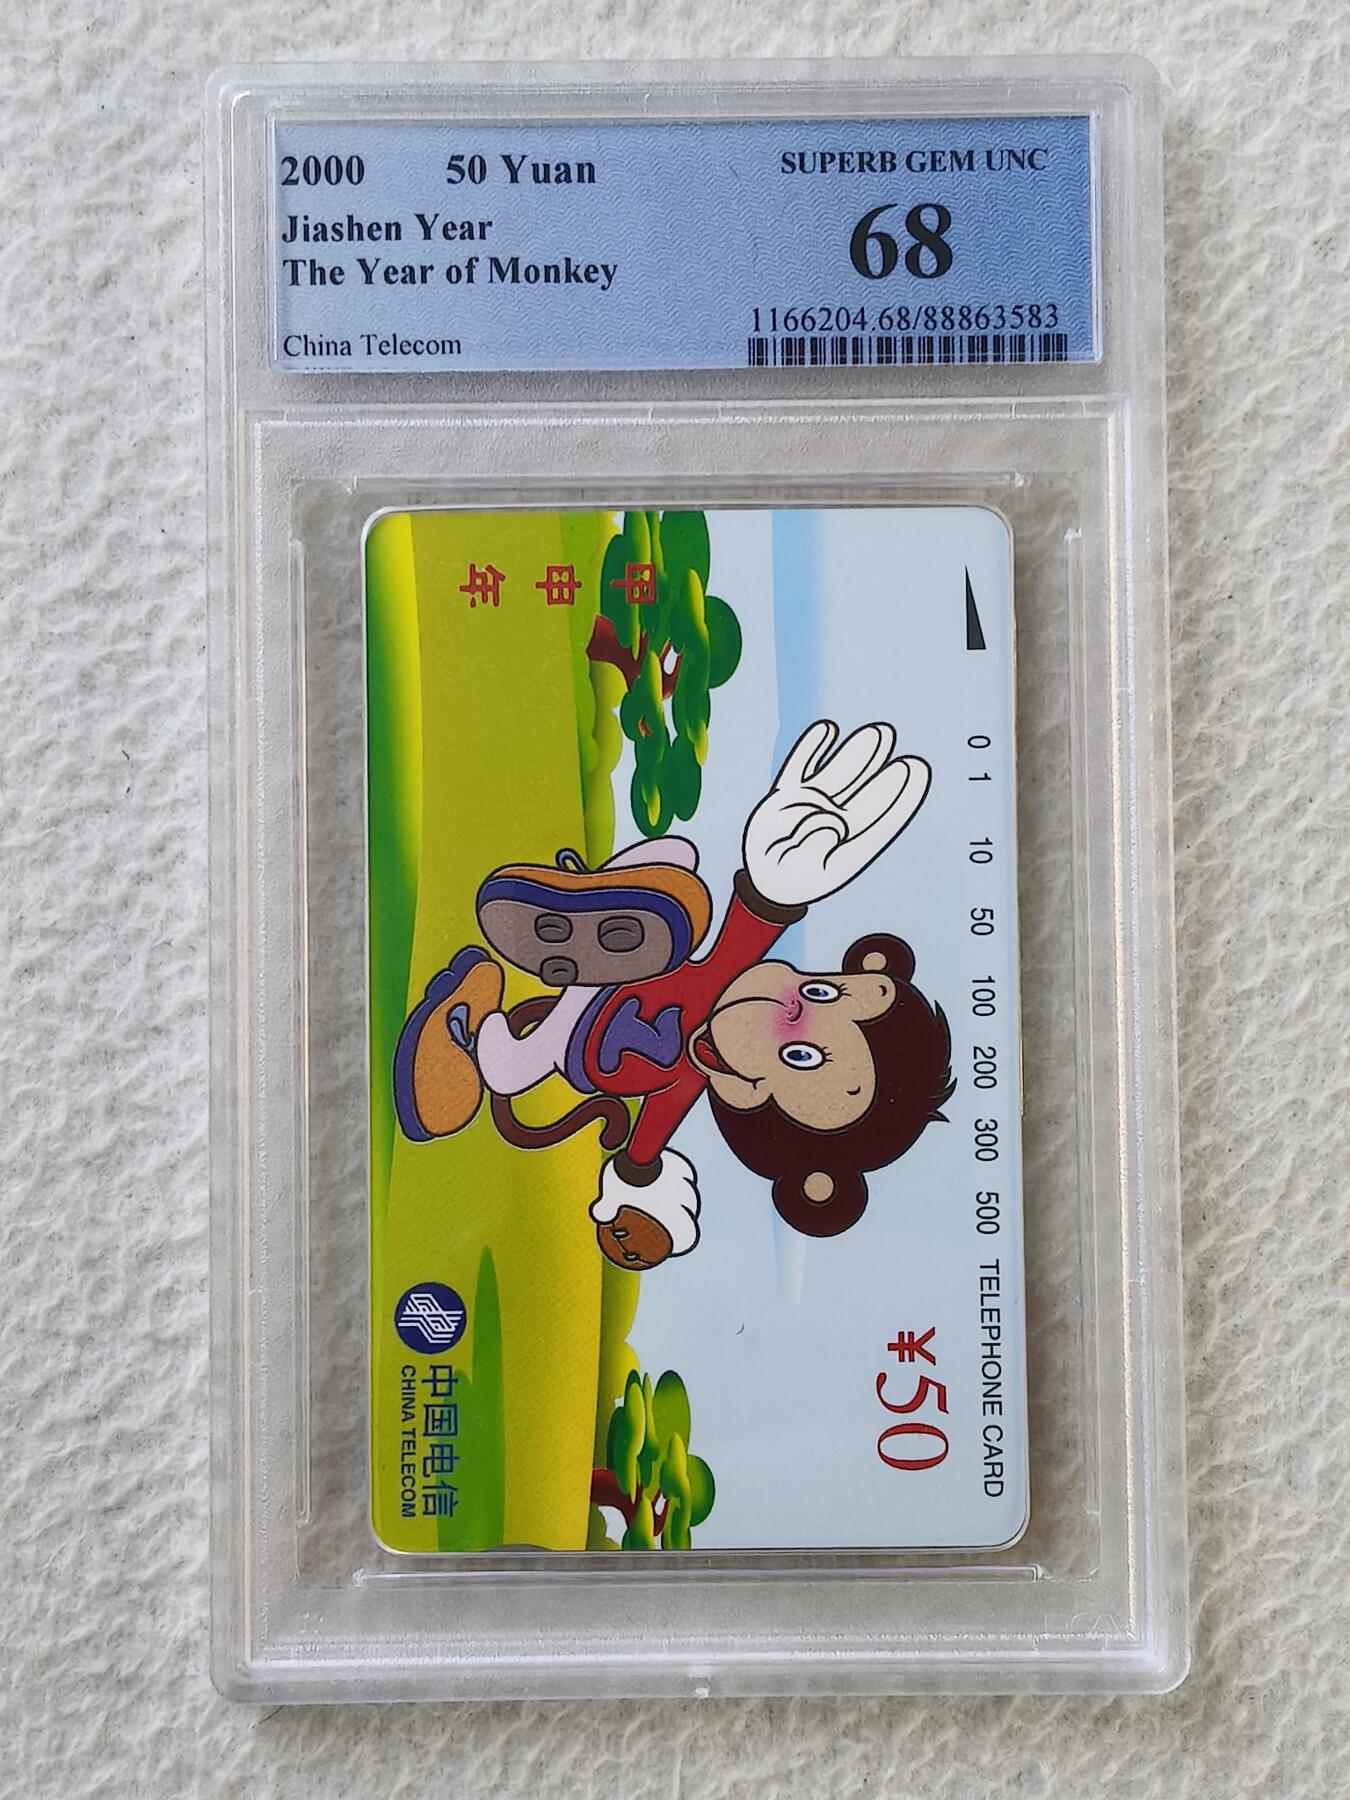 2000 50 Yuan
Jiashen Year
The Year of Monkey
China Telecom
SUPERB GEM UNC
68
1166204.68/88863583
0 1 10 50 100 200 300 500 TELEPHONE CARD
¥50
甲申年
中国电信
CHINA TELECOM